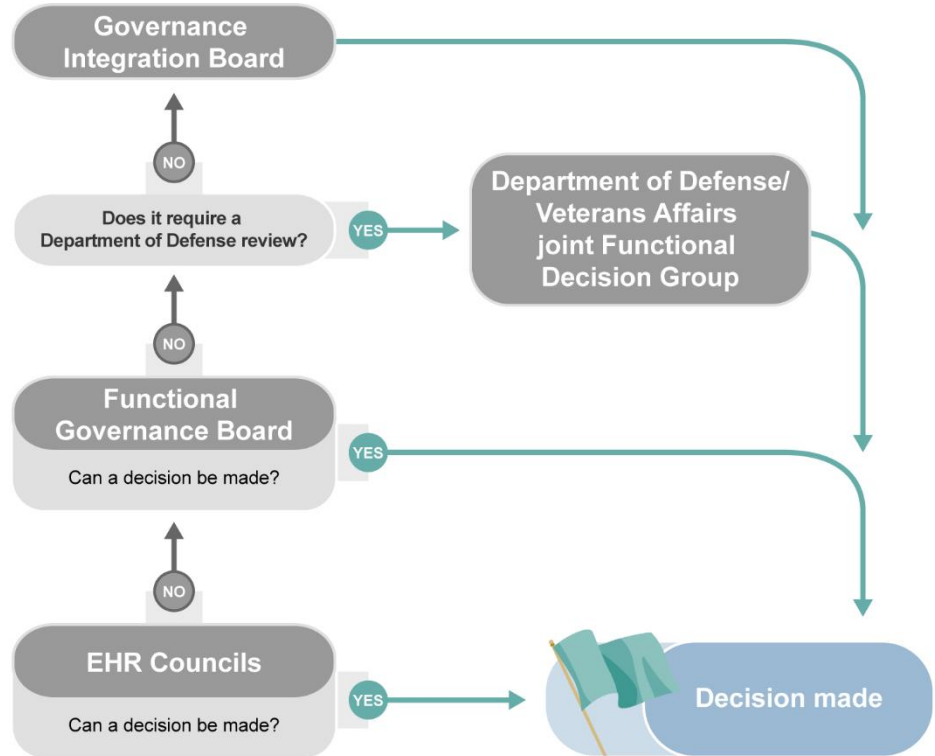 Governance
Integration Board
NO
Does it require a
Department of Defense review?
YES
Department of Defense/
Veterans Affairs
joint Functional
Decision Group
NO
Functional
Governance Board
Can a decision be made?
YES
NO
EHR Councils
Can a decision be made?
YES
Decision made